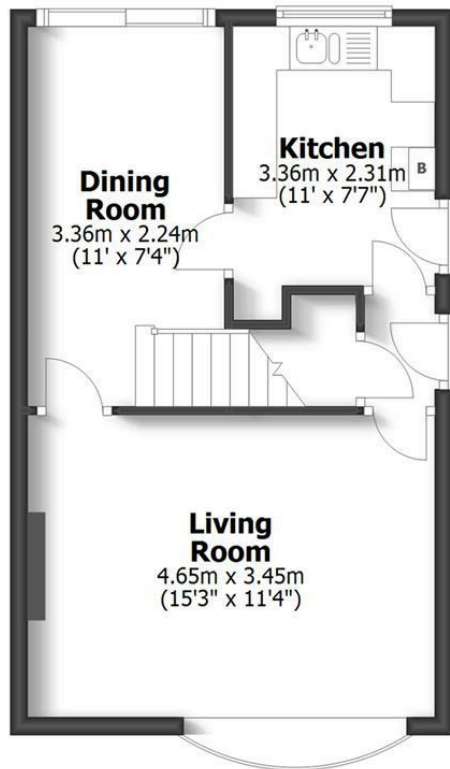 Kitchen
3.36m x 2.31m
(11' x 7'7")
B
Dining
Room
3.36m x 2.24m
(11' x 7'4")
Living
Room
4.65m x 3.45m
(15'3" x 11'4")